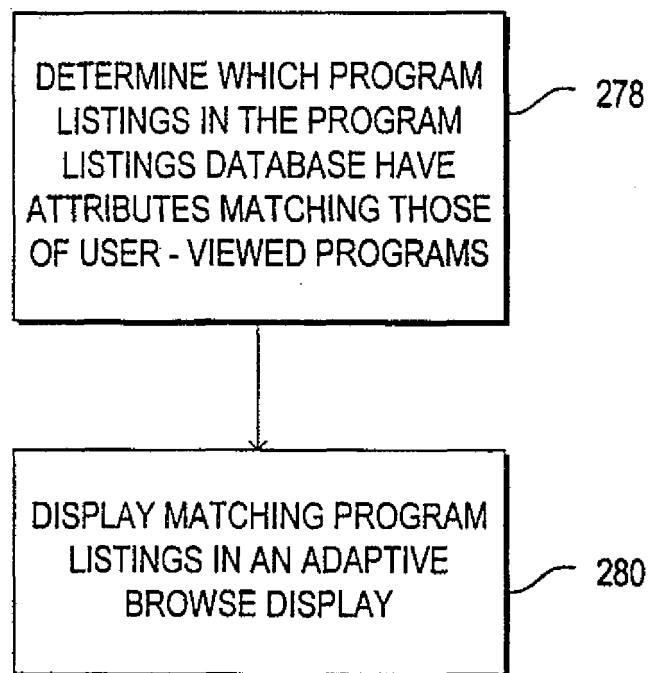 DETERMINE WHICH PROGRAM
LISTINGS IN THE PROGRAM
LISTINGS DATABASE HAVE
ATTRIBUTES MATCHING THOSE
OF USER - VIEWED PROGRAMS
278
DISPLAY MATCHING PROGRAM
LISTINGS IN AN ADAPTIVE
BROWSE DISPLAY
280